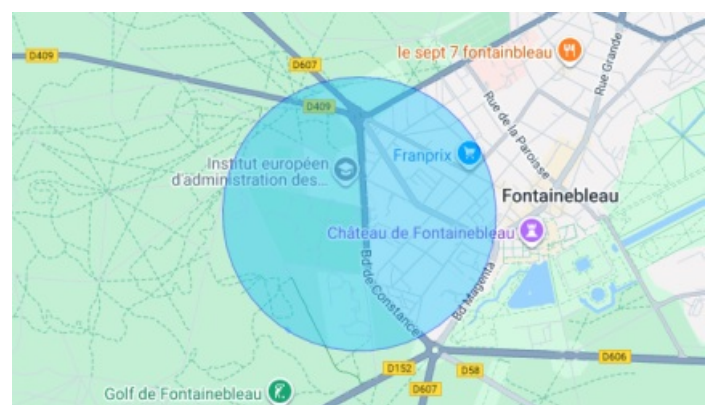 D409
D607
le sept 7 fontainbleau
Rue Grande
D409
Rue de la Paroisse
Institut européen
d'administration des...
Franprix
Fontainebleau
Château de Fontainebleau
Bd de Constance
Bd Magenta
D606
D152
D58
D607
Golf de Fontainebleau